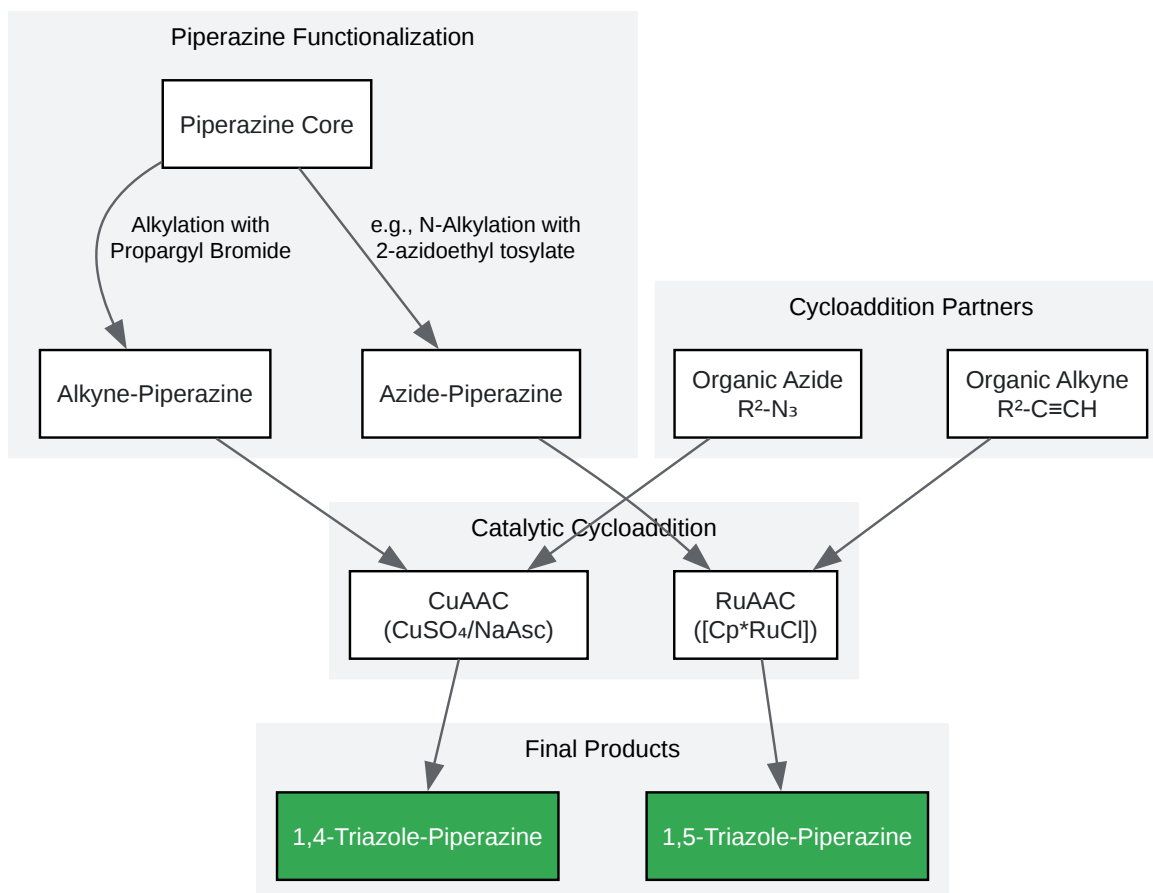 Piperazine Functionalization
Piperazine Core
Alkylation with
Propargyl Bromide
e.g., N-Alkylation with
2-azidoethyl tosylate
Alkyne-Piperazine
Azide-Piperazine
Cycloaddition Partners
Organic Azide
R²-N₃
Organic Alkyne
R²-C≡CH
Catalytic Cycloaddition
CuAAC
(CuSO₄/NaAsc)
RuAAC
([Cp*RuCl])
Final Products
1,4-Triazole-Piperazine
1,5-Triazole-Piperazine